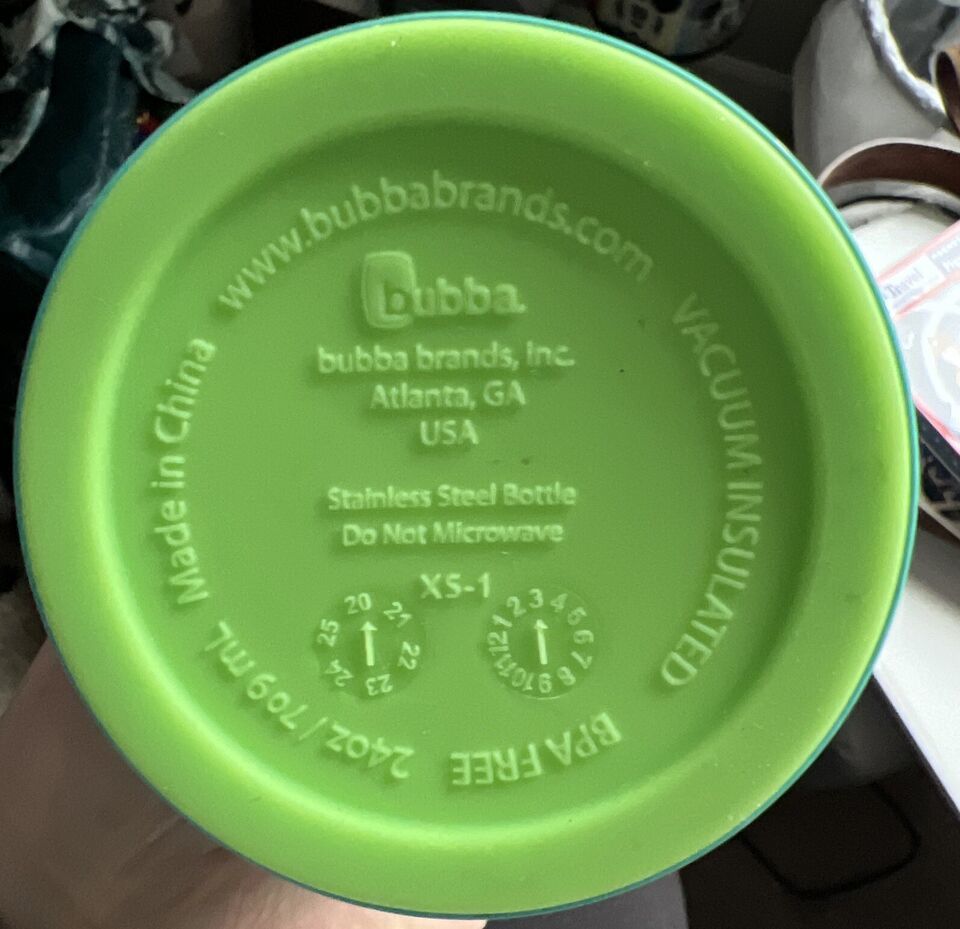 www.bubbabrands.com
bubba
bubba brands, inc.
Atlanta, GA
USA
Stainless Steel Bottle
Do Not Microwave
XS-1
20 21 22 23 24 25
1 2 3 4 5 6 7 8 9 10 11 12
VACUUM INSULATED
BPA FREE
24oz / 709 mL
Made in China
Travel